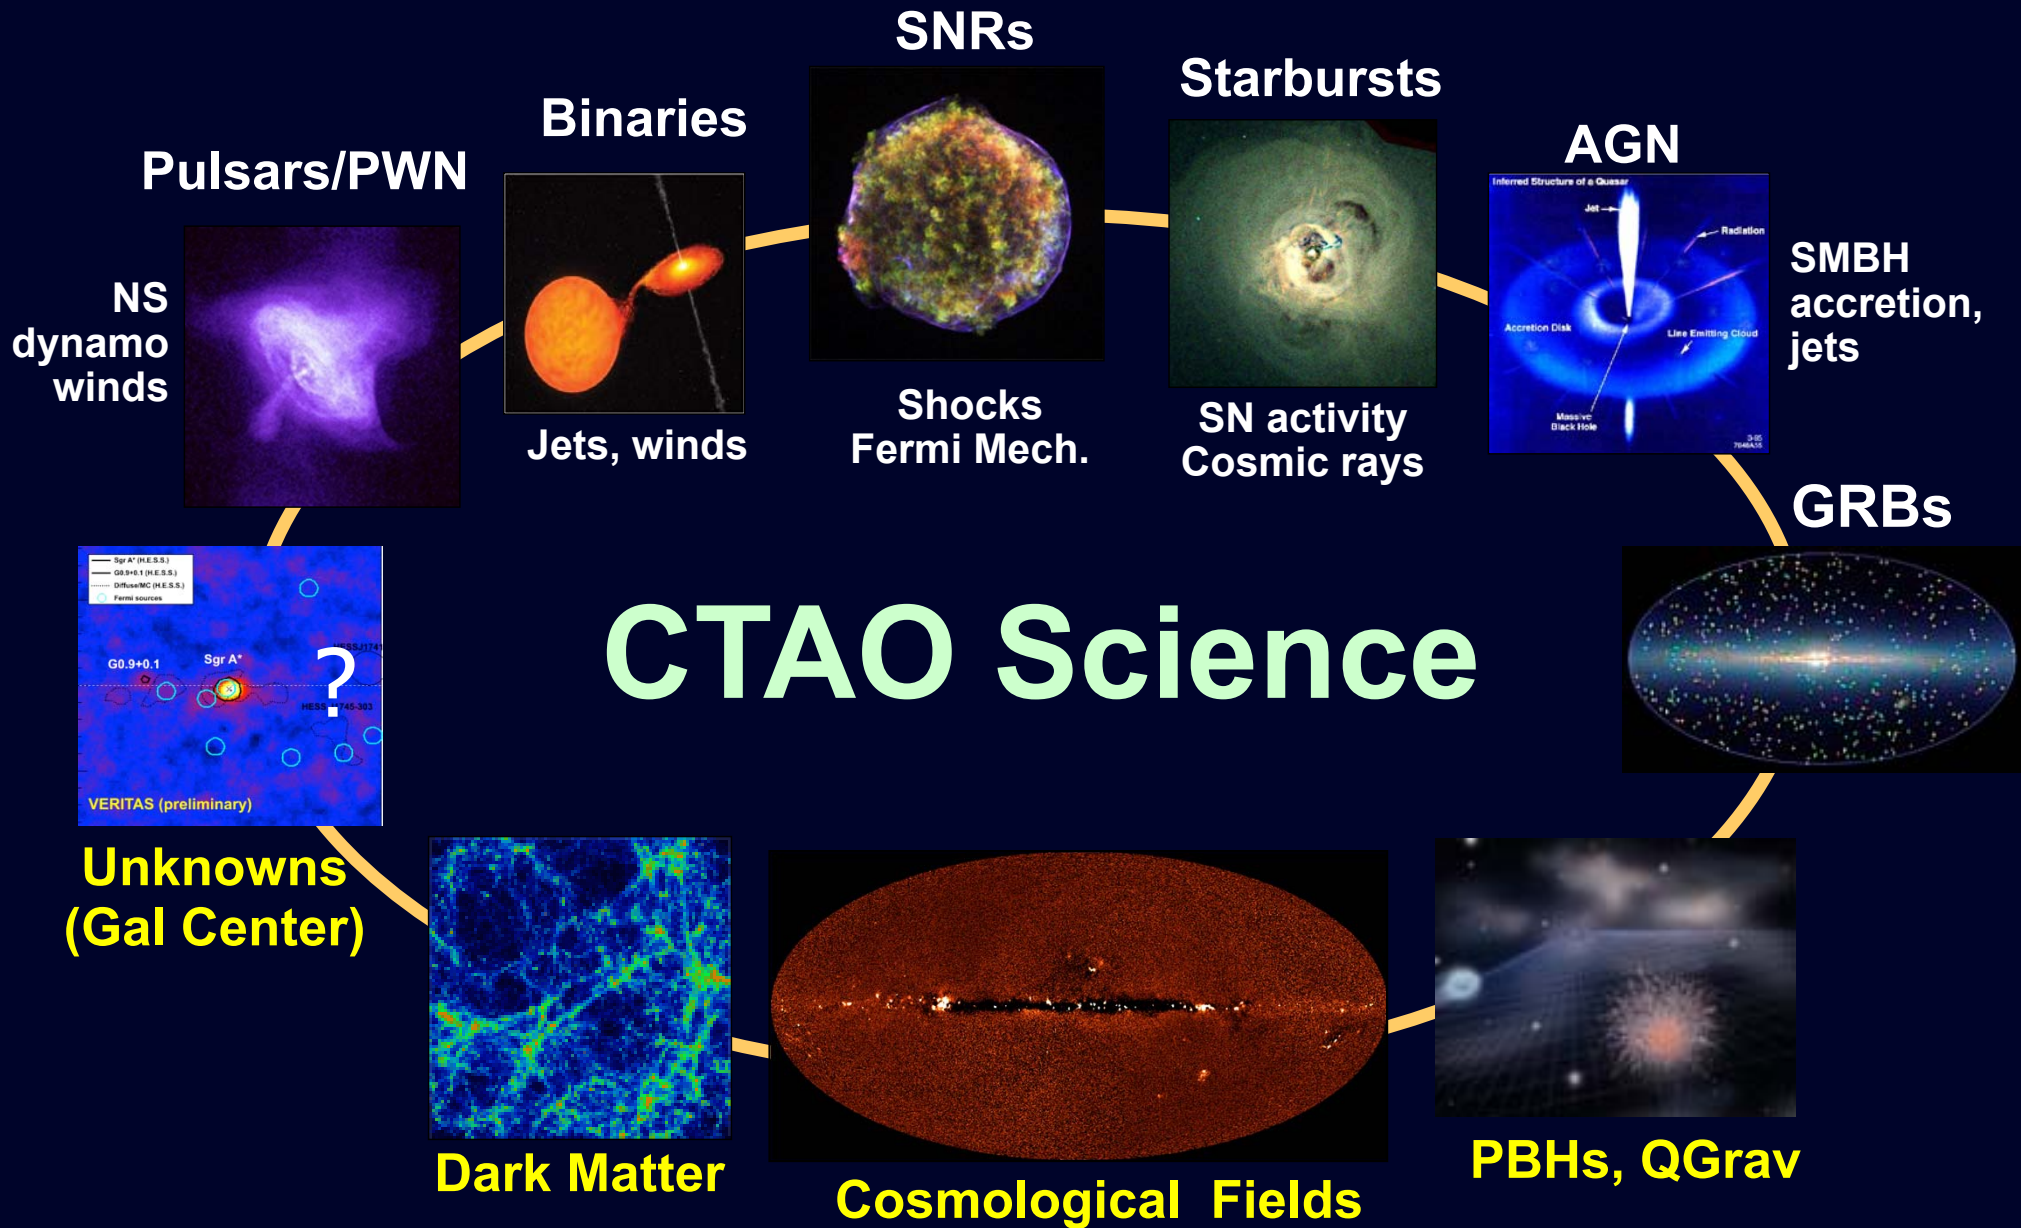 SNRs
Starbursts
Binaries
AGN
Pulsars/PWN
Inferred Structure of a Quasar
Jet
Radiation
Accretion Disk
Line Emitting Cloud
Massive
Black Hole
NS
dynamo
winds
Jets, winds
Shocks
Fermi Mech.
SN activity
Cosmic rays
SMBH
accretion,
jets
GRBs
CTAO Science
Sgr A* (H.E.S.S.)
G0.9+0.1 (H.E.S.S.)
Diffuse/MC (H.E.S.S.)
Fermi sources
G0.9+0.1
Sgr A*
?
VERITAS (preliminary)
Unknowns
(Gal Center)
Dark Matter
Cosmological Fields
PBHs, QGrav